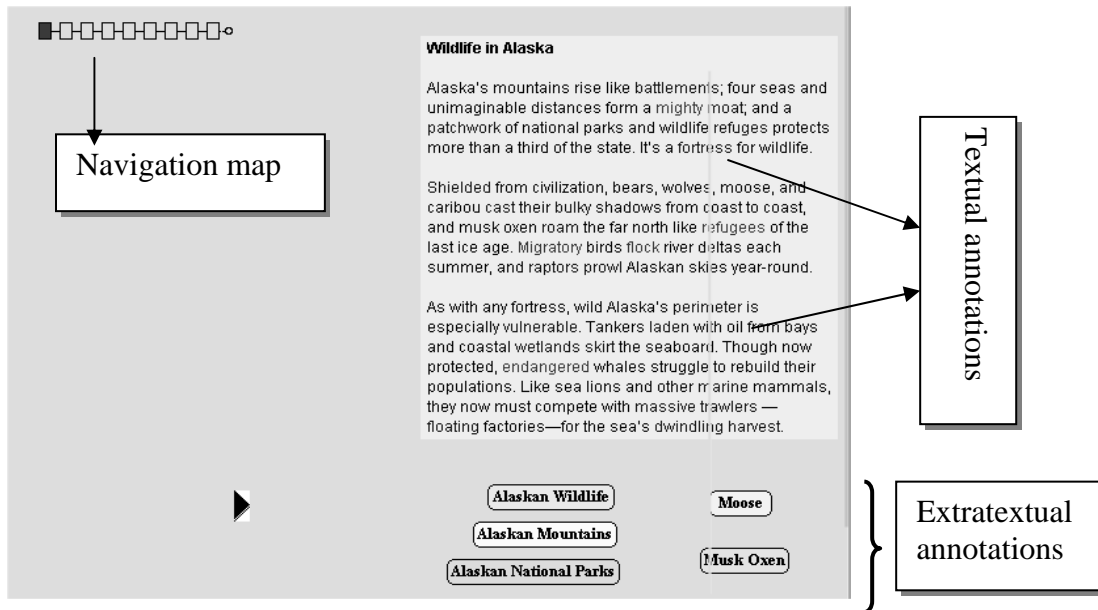 Navigation map
Wildlife in Alaska
Alaska's mountains rise like battlements; four seas and
unimaginable distances form a mighty moat; and a
patchwork of national parks and wildlife refuges protects
more than a third of the state. It's a fortress for wildlife.
Shielded from civilization, bears, wolves, moose, and
caribou cast their bulky shadows from coast to coast,
and musk oxen roam the far north like refugees of the
last ice age. Migratory birds flock river deltas each
summer, and raptors prowl Alaskan skies year-round.
As with any fortress, wild Alaska's perimeter is
especially vulnerable. Tankers laden with oil from bays
and coastal wetlands skirt the seaboard. Though now
protected, endangered whales struggle to rebuild their
populations. Like sea lions and other marine mammals,
they now must compete with massive trawlers —
floating factories—for the sea's dwindling harvest.
Textual annotations
Alaskan Wildlife
Moose
Alaskan Mountains
Musk Oxen
Alaskan National Parks
Extratextual
annotations